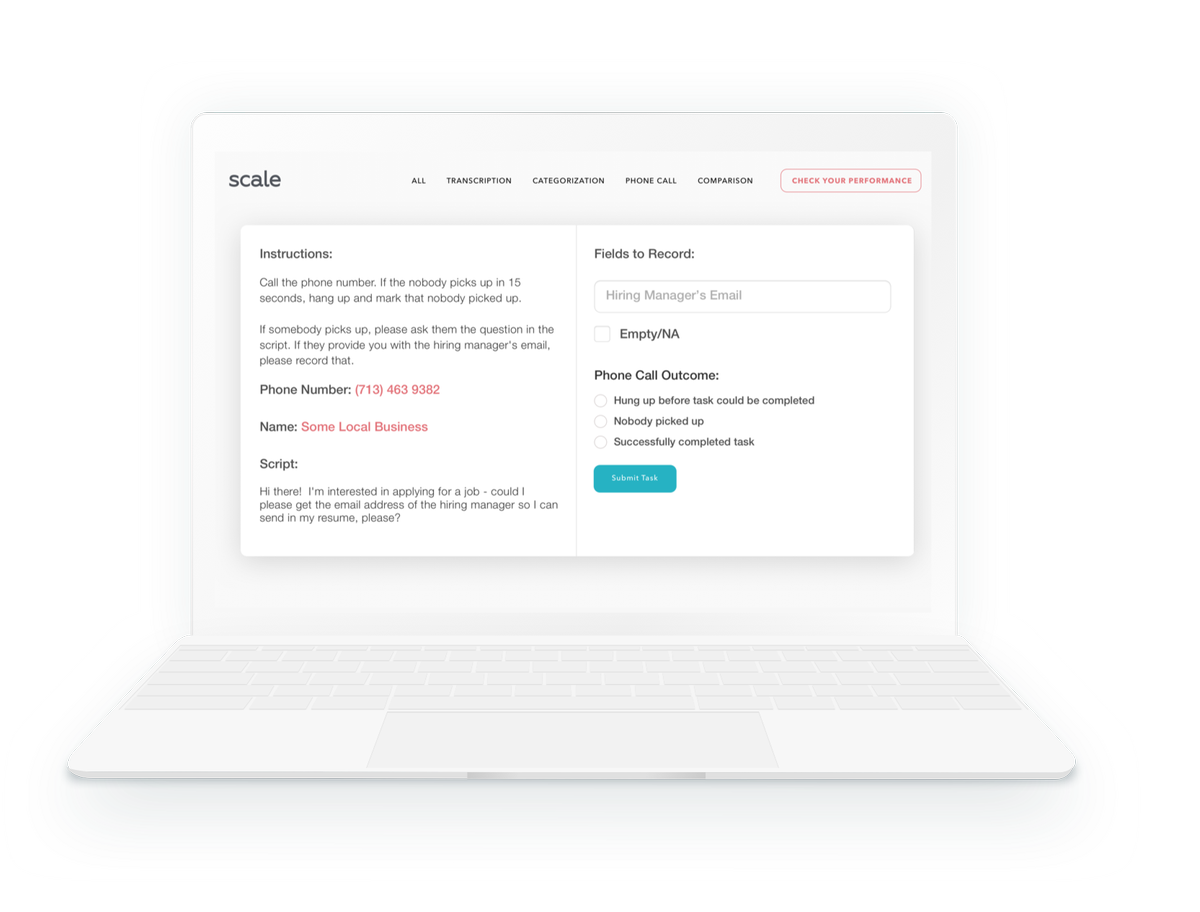 scale
ALL
TRANSCRIPTION
CATEGORIZATION
PHONE CALL
COMPARISON
CHECK YOUR PERFORMANCE
Instructions:
Call the phone number. If the nobody picks up in 15
seconds, hang up and mark that nobody picked up.
If somebody picks up, please ask them the question in the
script. If they provide you with the hiring manager's email,
please record that.
Phone Number: (713) 463 9382
Name: Some Local Business
Script:
Hi there!  I'm interested in applying for a job - could I
please get the email address of the hiring manager so I can
send in my resume, please?
Fields to Record:
Hiring Manager's Email
Empty/NA
Phone Call Outcome:
Hung up before task could be completed
Nobody picked up
Successfully completed task
Submit Task